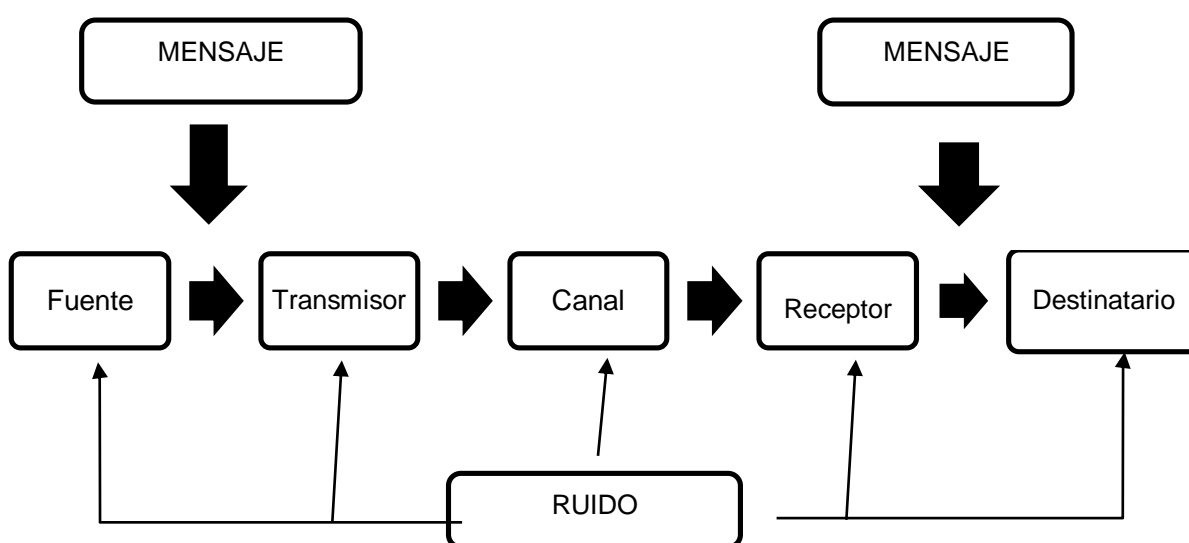 MENSAJE
MENSAJE
Fuente
Transmisor
Canal
Receptor
Destinatario
RUIDO